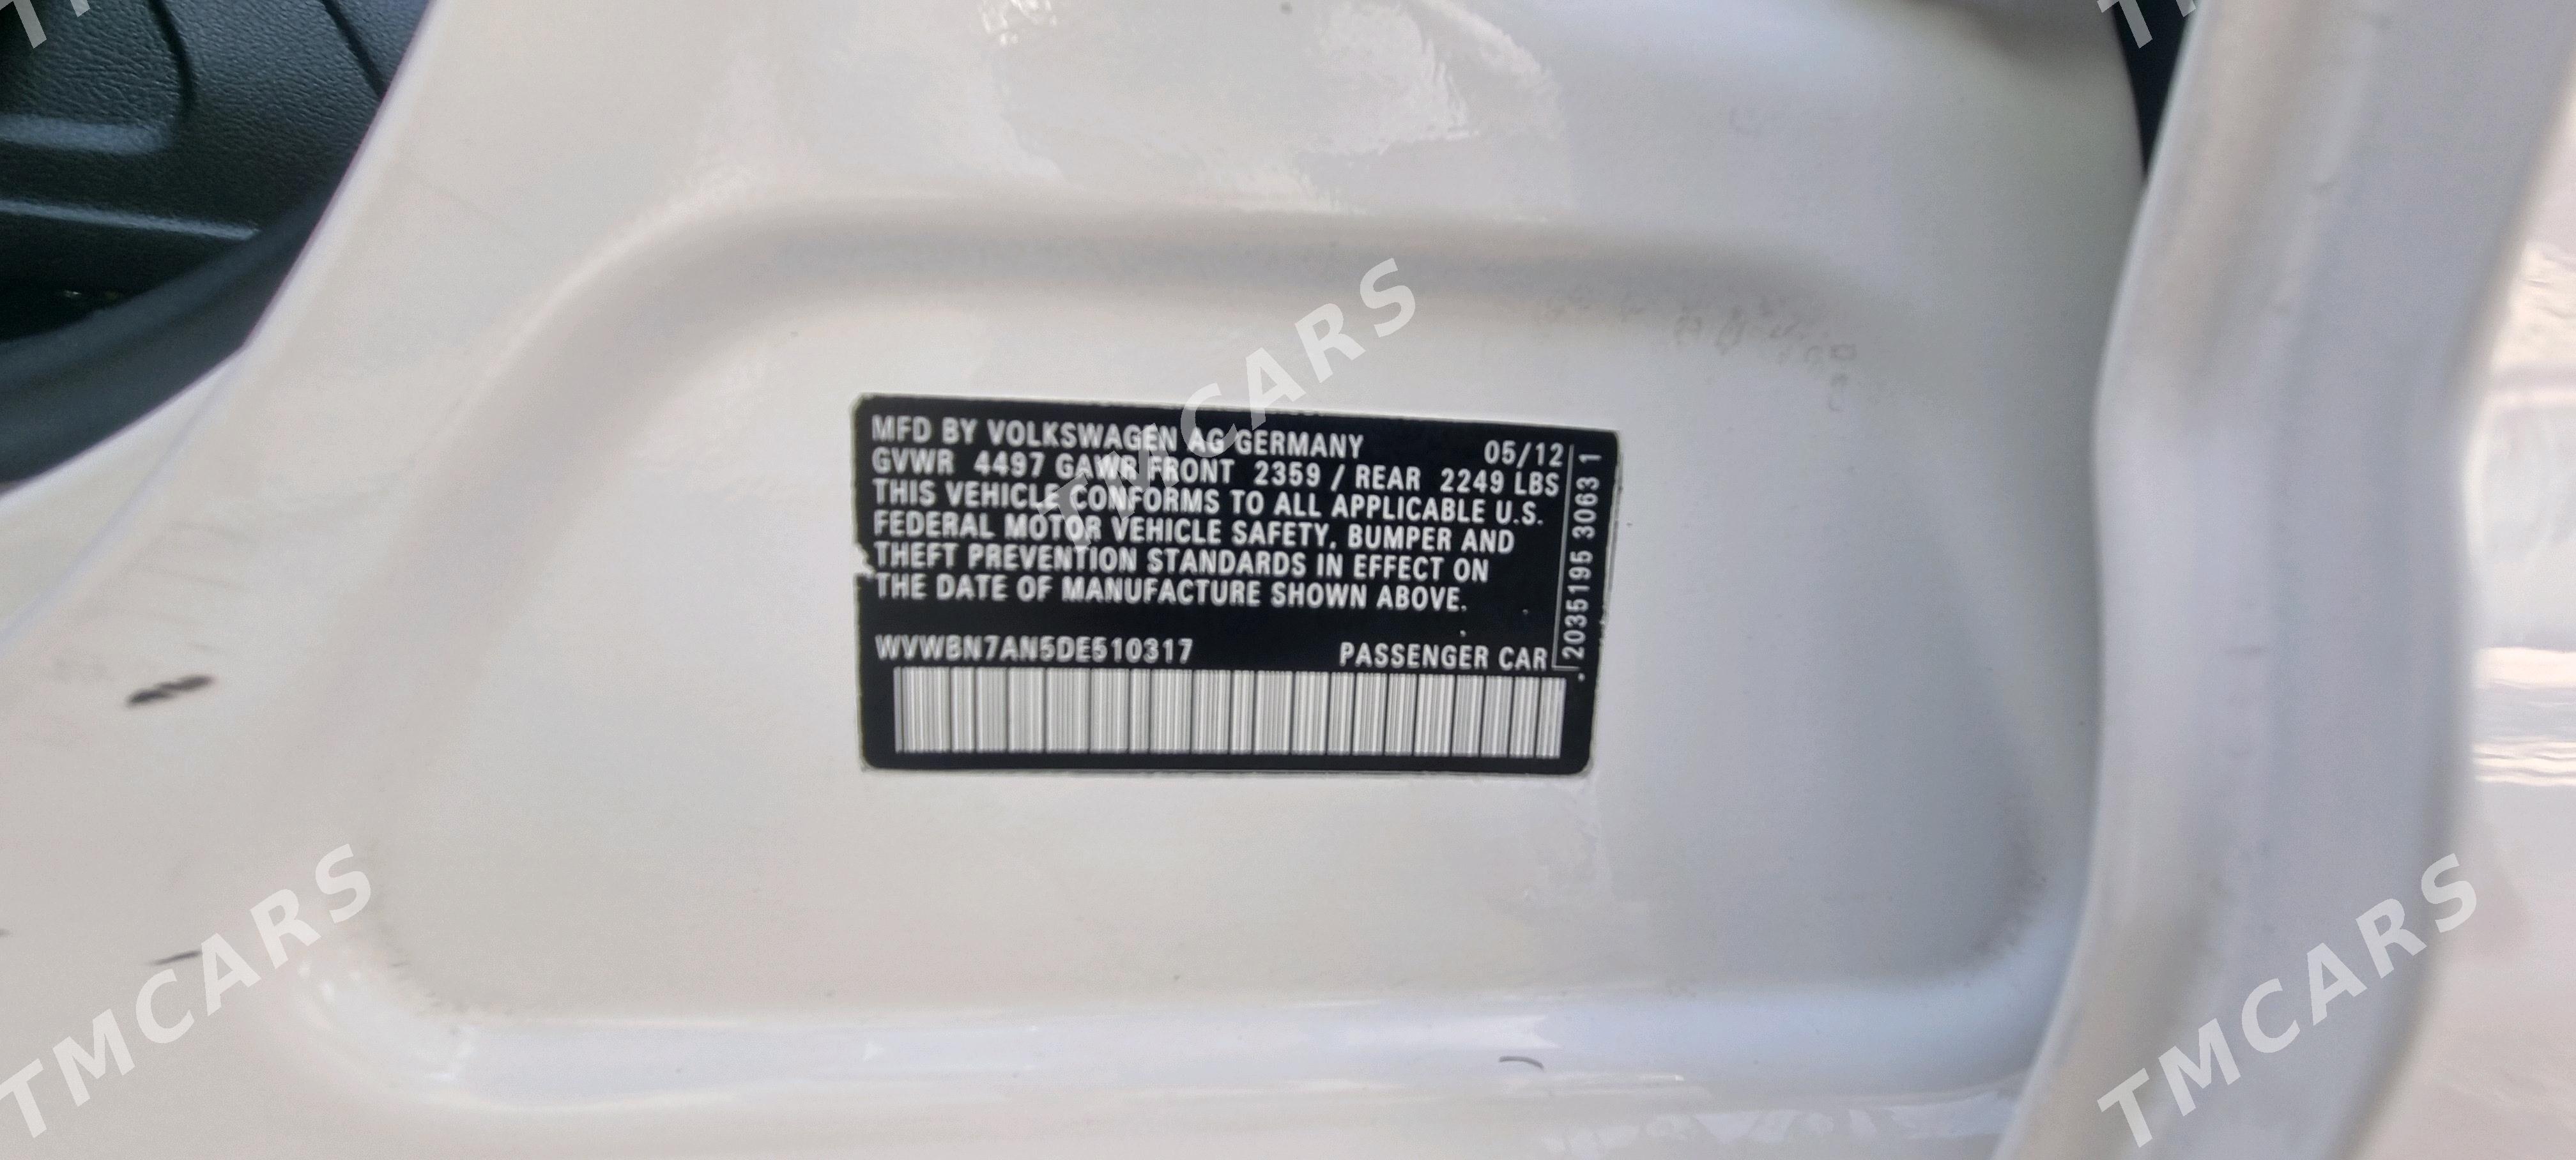 MFD BY VOLKSWAGEN AG GERMANY 05/12
GVWR 4497 GAWR FRONT 2359 / REAR 2249 LBS
THIS VEHICLE CONFORMS TO ALL APPLICABLE U.S.
FEDERAL MOTOR VEHICLE SAFETY, BUMPER AND
THEFT PREVENTION STANDARDS IN EFFECT ON
THE DATE OF MANUFACTURE SHOWN ABOVE.
WVWBN7AN5DE510317 PASSENGER CAR
2035195 3063 1
TMCARS
TMCARS
TMCARS